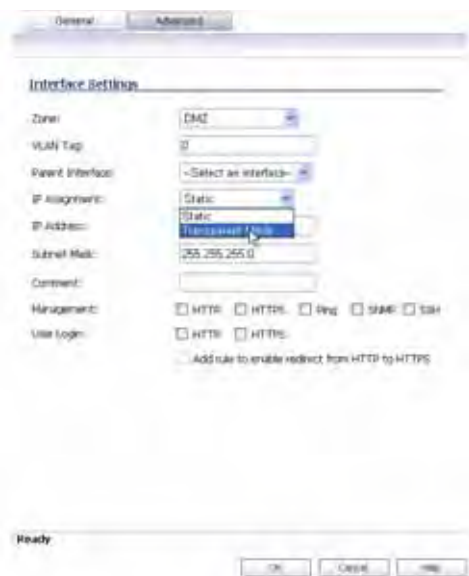 General Advanced
Interface Settings
Zone: DMZ
VLAN Tag: 0
Parent Interface: -Select an interface-
IP Assignment: Static
Static
Transparent Mode
IP Address:
Subnet Mask: 255.255.255.0
Comment:
Management: HTTP HTTPS Ping SNMP SSH
User Login: HTTP HTTPS
Add rule to enable redirect from HTTP to HTTPS
Ready
OK Cancel Help